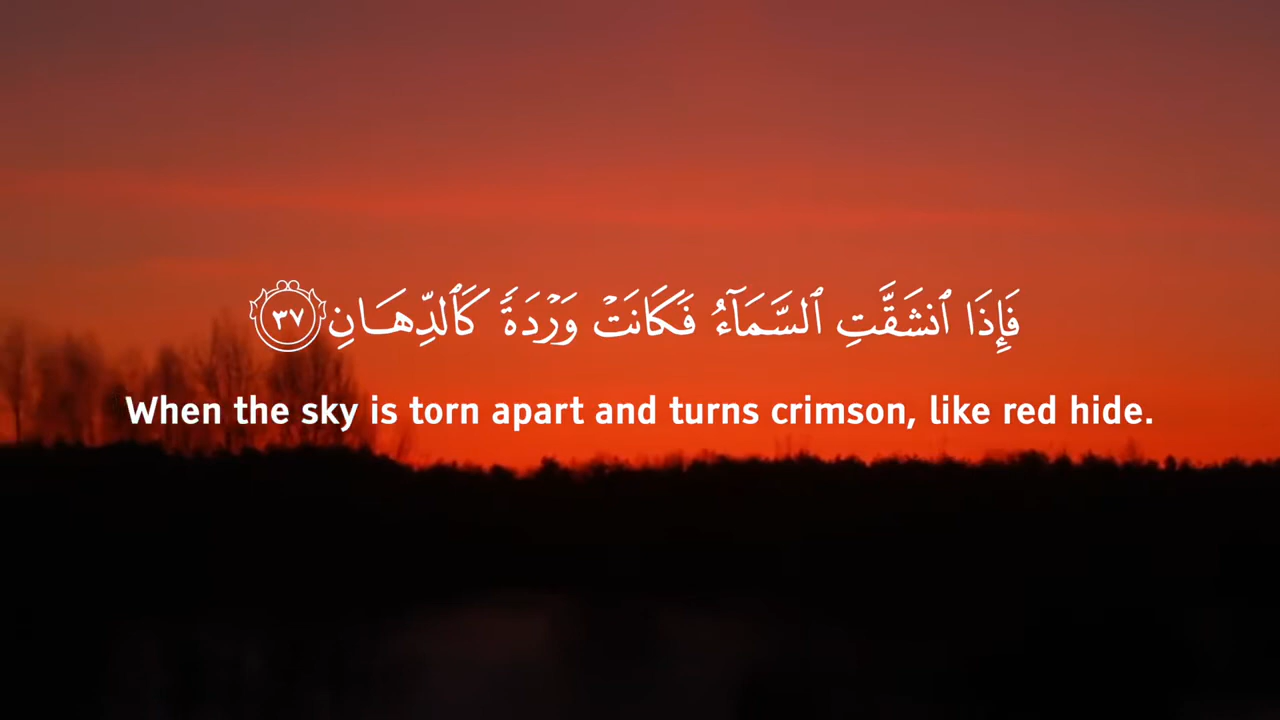 فَإِذَا ٱنشَقَّتِ ٱلسَّمَآءُ فَكَانَتْ وَرْدَةً كَٱلدِّهَانِ ٣٧
When the sky is torn apart and turns crimson, like red hide.